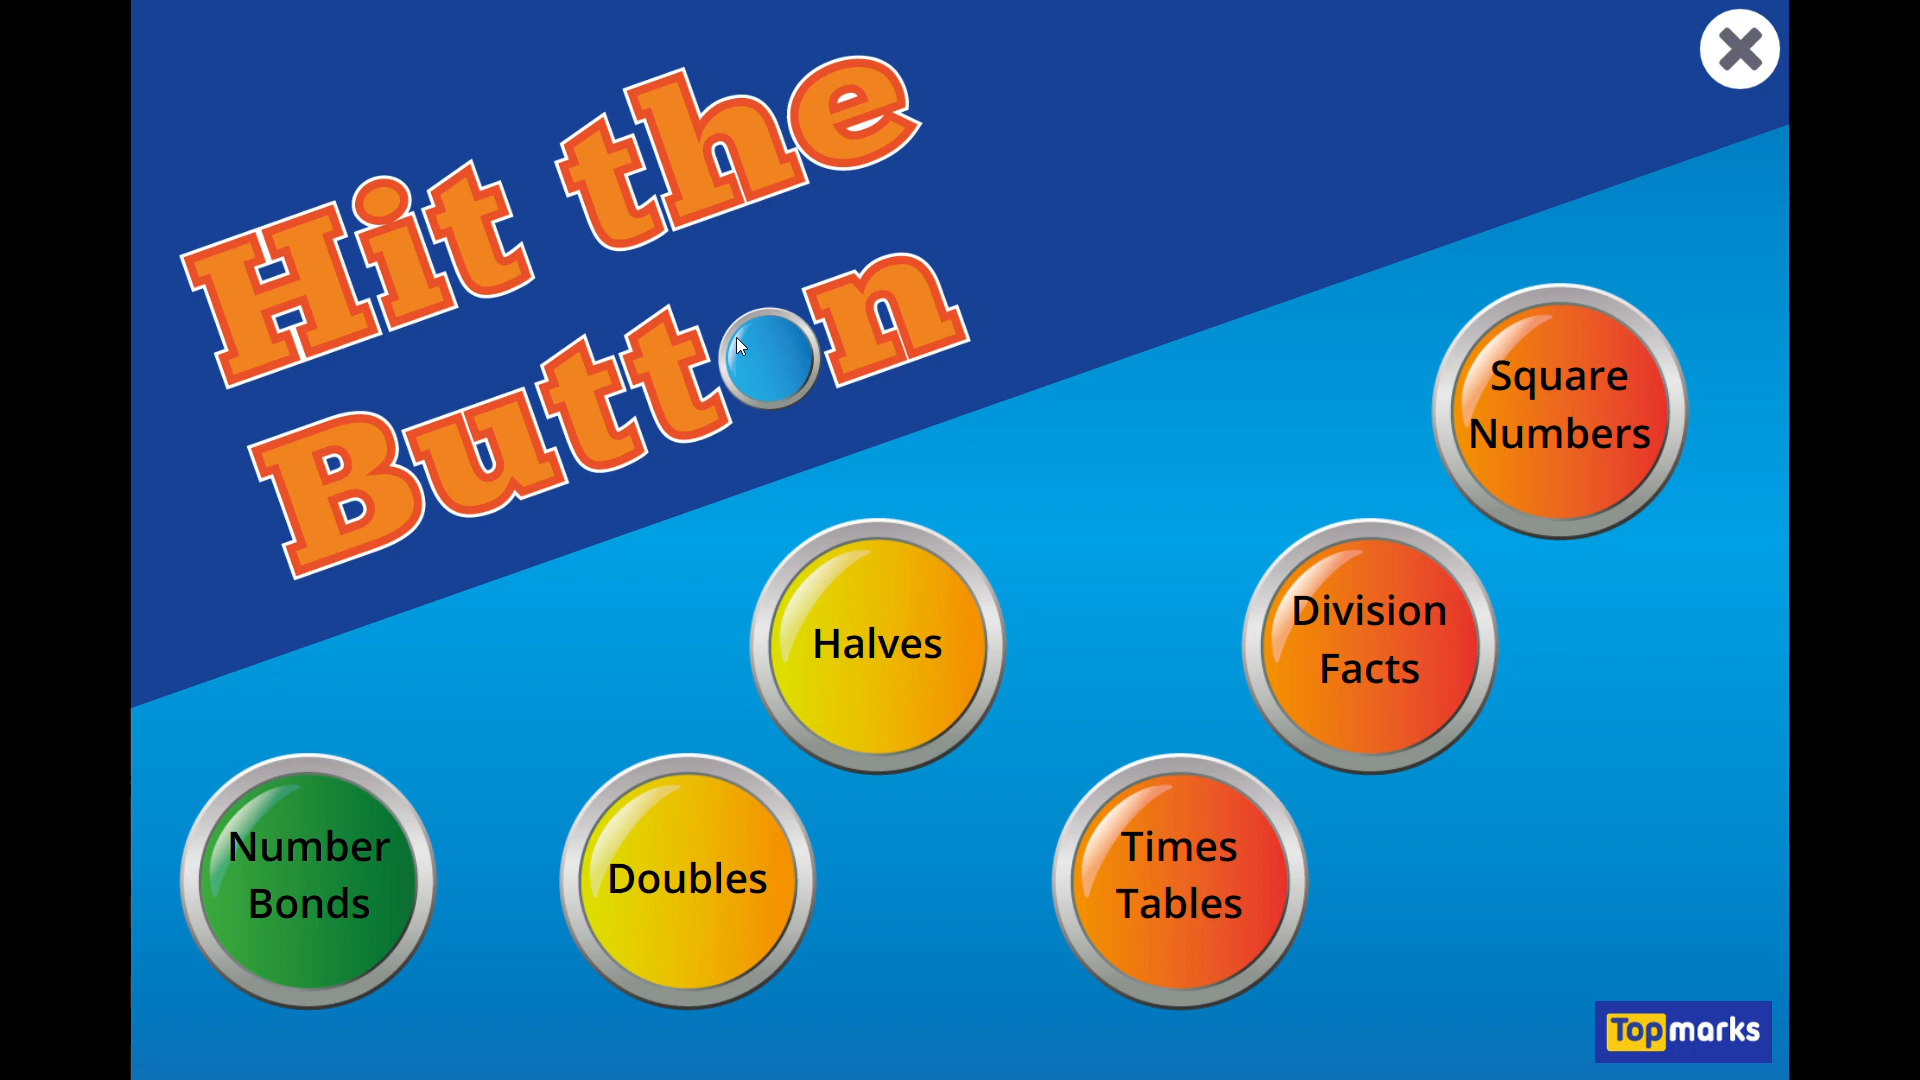 Hit the
Button
Square
Numbers
Halves
Division
Facts
Number
Bonds
Doubles
Times
Tables
Topmarks